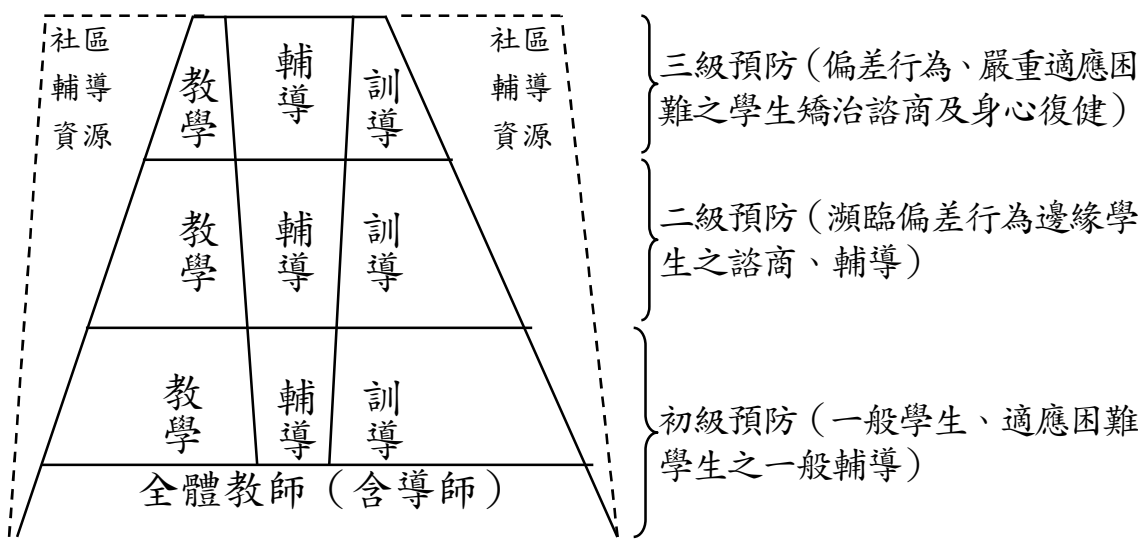 社區
輔導
資源
教學
輔導
訓導
社區
輔導
資源
三級預防（偏差行為、嚴重適應困
難之學生矯治諮商及身心復健）
教學
輔導
訓導
二級預防（瀕臨偏差行為邊緣學
生之諮商、輔導）
教學
輔導
訓導
初級預防（一般學生、適應困難
學生之一般輔導）
全體教師（含導師）